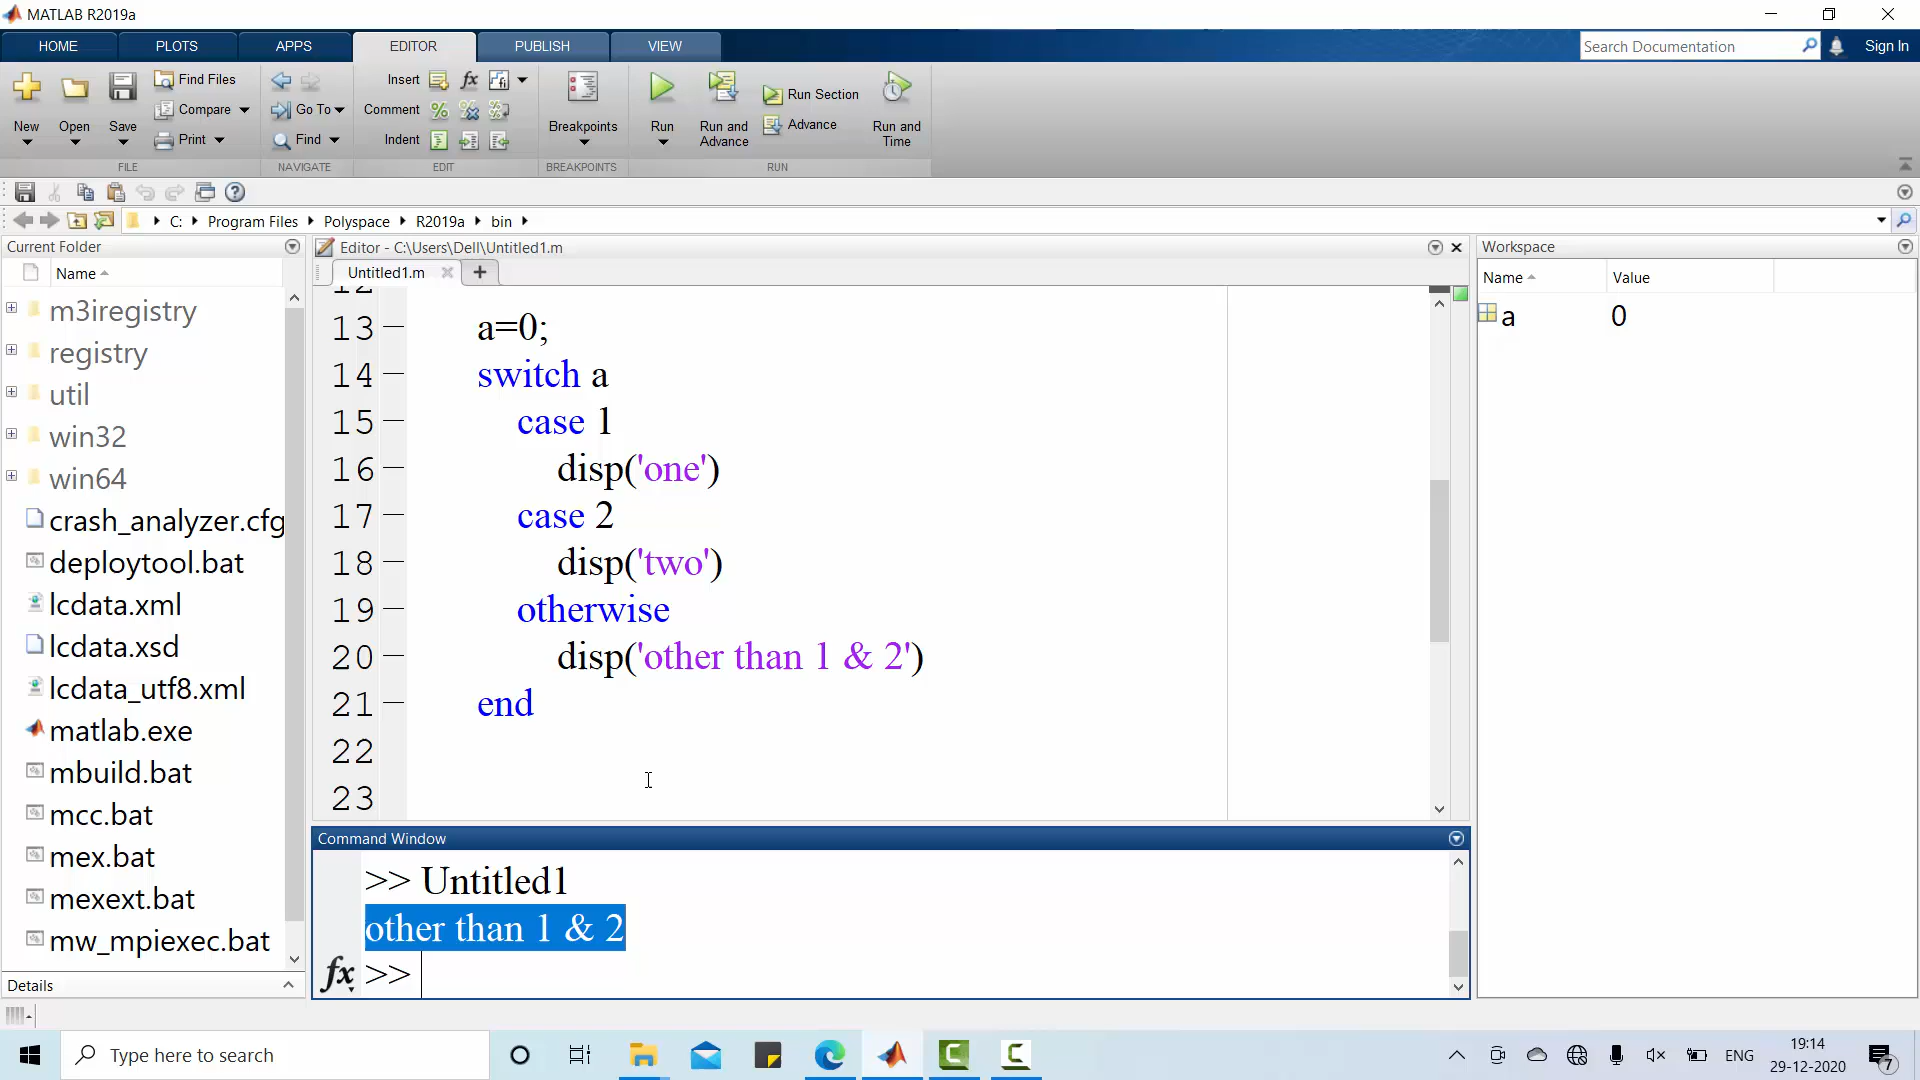 MATLAB R2019a
HOME PLOTS APPS EDITOR PUBLISH VIEW
Search Documentation
Sign In
New
Open
Save
Find Files
Compare
Print
FILE
Go To
Find
NAVIGATE
Insert
Comment
Indent
fx
EDIT
Breakpoints
BREAKPOINTS
Run
Run and
Advance
Run Section
Advance
Run and
Time
RUN
C: Program Files Polyspace R2019a bin
Current Folder
Name
m3iregistry
registry
util
win32
win64
crash_analyzer.cfg
deploytool.bat
lcdata.xml
lcdata.xsd
lcdata_utf8.xml
matlab.exe
mbuild.bat
mcc.bat
mex.bat
mexext.bat
mw_mpiexec.bat
Details
Editor - C:\Users\Dell\Untitled1.m
Untitled1.m
12
13 a=0;
14 switch a
15 case 1
16 disp('one')
17 case 2
18 disp('two')
19 otherwise
20 disp('other than 1 & 2')
21 end
22
23
Command Window
>> Untitled1
other than 1 & 2
fx >>
Workspace
Name Value
a 0
Type here to search
ENG
19:14
29-12-2020
7